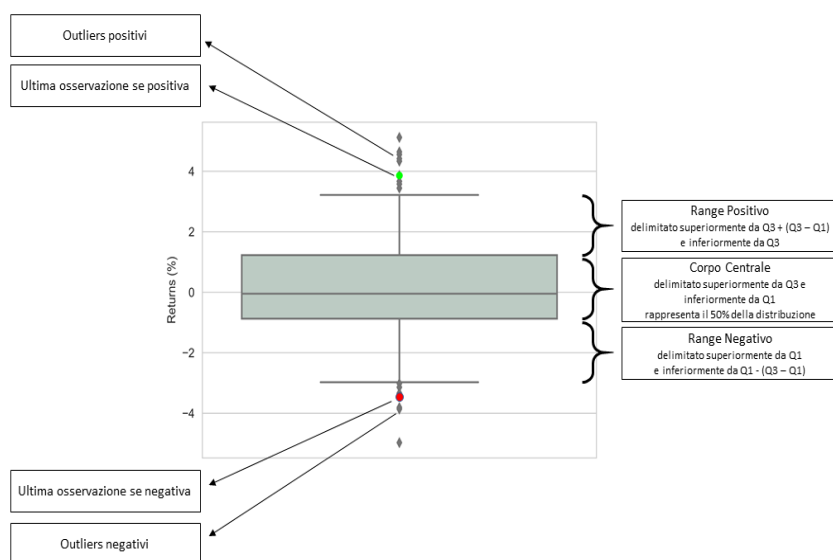 Outliers positivi
Ultima osservazione se positiva
4
2
0
−2
−4
Returns (%)
Range Positivo
delimitato superiormente da Q3 + (Q3 – Q1)
e inferiormente da Q3
Corpo Centrale
delimitato superiormente da Q3 e
inferiormente da Q1
rappresenta il 50% della distribuzione
Range Negativo
delimitato superiormente da Q1
e inferiormente da Q1 - (Q3 – Q1)
Ultima osservazione se negativa
Outliers negativi